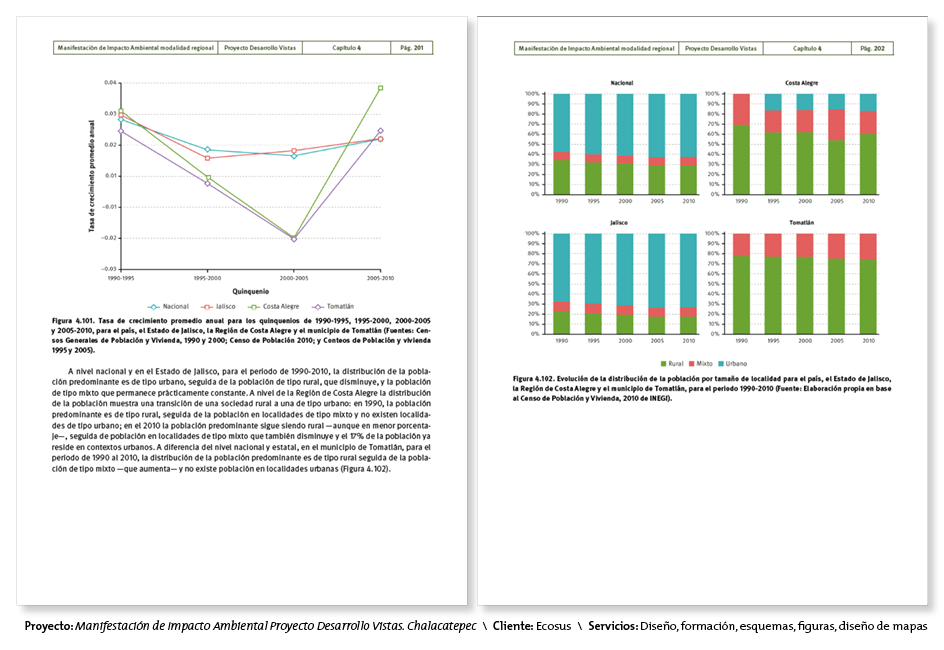 Manifestación de Impacto Ambiental modalidad regional Proyecto Desarrollo Vistas Capítulo 4 Pág. 201
0.04
0.03
0.02
0.01
−0.01
−0.02
−0.03
Tasa de crecimiento promedio anual
1990-1995 1995-2000 2000-2005 2005-2010
Quinquenio
Nacional Jalisco Costa Alegre Tomatlán
Figura 4.101. Tasa de crecimiento promedio anual para los quinquenios de 1990-1995, 1995-2000, 2000-2005
y 2005-2010, para el país, el Estado de Jalisco, la Región de Costa Alegre y el municipio de Tomatlán (Fuentes: Cen-
sos Generales de Población y Vivienda, 1990 y 2000; Censo de Población 2010; y Conteos de Población y vivienda
1995 y 2005).
A nivel nacional y en el Estado de Jalisco, para el periodo de 1990-2010, la distribución de la pobla-
ción predominante es de tipo urbano, seguida de la población de tipo rural, que disminuye, y la población
de tipo mixto que permanece prácticamente constante. A nivel de la Región de Costa Alegre la distribución
de la población muestra una transición de una sociedad rural a una de tipo urbano: en 1990, la población
predominante es de tipo rural, seguida de la población en localidades de tipo mixto y no existen localida-
des de tipo urbano; en el 2010 la población predominante sigue siendo rural —aunque en menor porcenta-
je—, seguida de población en localidades de tipo mixto que también disminuye y el 17% de la población ya
reside en contextos urbanos. A diferencia del nivel nacional y estatal, en el municipio de Tomatlán, para el
periodo de 1990 al 2010, la distribución de la población predominante es de tipo rural seguida de la pobla-
ción de tipo mixto —que aumenta— y no existe población en localidades urbanas (Figura 4.102).
Manifestación de Impacto Ambiental modalidad regional Proyecto Desarrollo Vistas Capítulo 4 Pág. 202
Nacional
100%
90%
80%
70%
60%
50%
40%
30%
20%
10%
0%
1990 1995 2000 2005 2010
Costa Alegre
100%
90%
80%
70%
60%
50%
40%
30%
20%
10%
0%
1990 1995 2000 2005 2010
Jalisco
100%
90%
80%
70%
60%
50%
40%
30%
20%
10%
0%
1990 1995 2000 2005 2010
Tomatlán
100%
90%
80%
70%
60%
50%
40%
30%
20%
10%
0%
1990 1995 2000 2005 2010
Rural Mixto Urbano
Figura 4.102. Evolución de la distribución de la población por tamaño de localidad para el país, el Estado de Jalisco,
la Región de Costa Alegre y el municipio de Tomatlán, para el periodo 1990-2010 (Fuente: Elaboración propia en base
al Censo de Población y Vivienda, 2010 de INEGI).
Proyecto: Manifestación de Impacto Ambiental Proyecto Desarrollo Vistas. Chalacatepec \ Cliente: Ecosus \ Servicios: Diseño, formación, esquemas, figuras, diseño de mapas